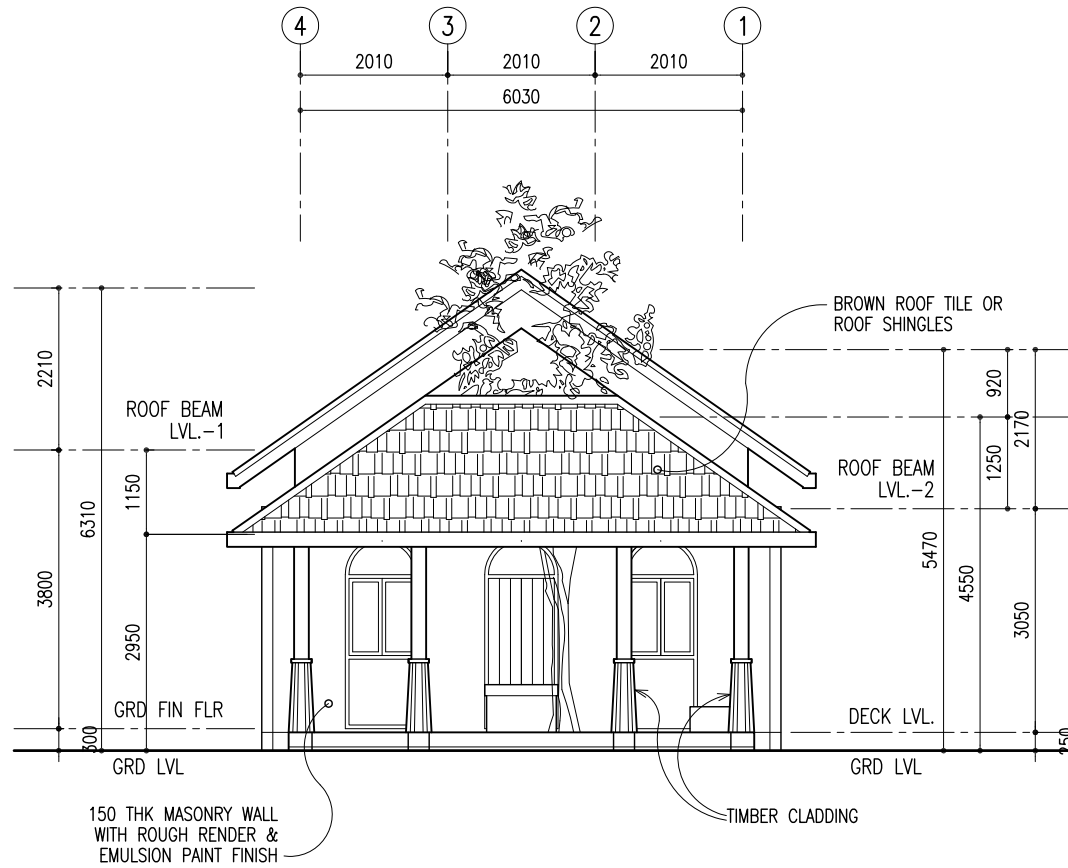 4
3
2
1
2010
2010
2010
6030
BROWN ROOF TILE OR
ROOF SHINGLES
2210
920
ROOF BEAM
LVL.-1
2170
1250
ROOF BEAM
LVL.-2
1150
6310
5470
4550
3800
3050
2950
GRD FIN FLR
DECK LVL.
300
250
GRD LVL
GRD LVL
150 THK MASONRY WALL
WITH ROUGH RENDER &
EMULSION PAINT FINISH
TIMBER CLADDING